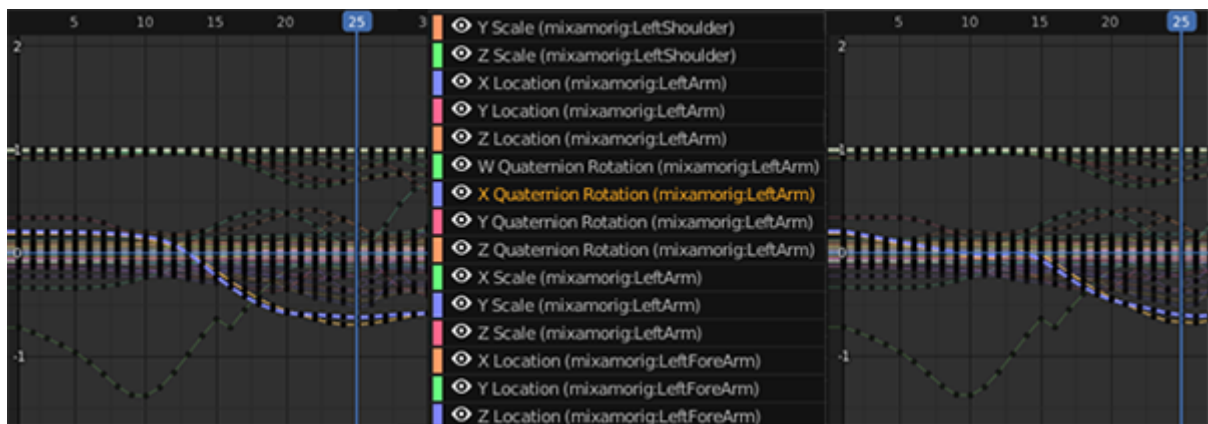 5 10 15 20 25 3
2
1
0
-1
Y Scale (mixamorig:LeftShoulder)
Z Scale (mixamorig:LeftShoulder)
X Location (mixamorig:LeftArm)
Y Location (mixamorig:LeftArm)
Z Location (mixamorig:LeftArm)
W Quaternion Rotation (mixamorig:LeftArm)
X Quaternion Rotation (mixamorig:LeftArm)
Y Quaternion Rotation (mixamorig:LeftArm)
Z Quaternion Rotation (mixamorig:LeftArm)
X Scale (mixamorig:LeftArm)
Y Scale (mixamorig:LeftArm)
Z Scale (mixamorig:LeftArm)
X Location (mixamorig:LeftForeArm)
Y Location (mixamorig:LeftForeArm)
Z Location (mixamorig:LeftForeArm)
5 10 15 20 25
2
1
0
-1